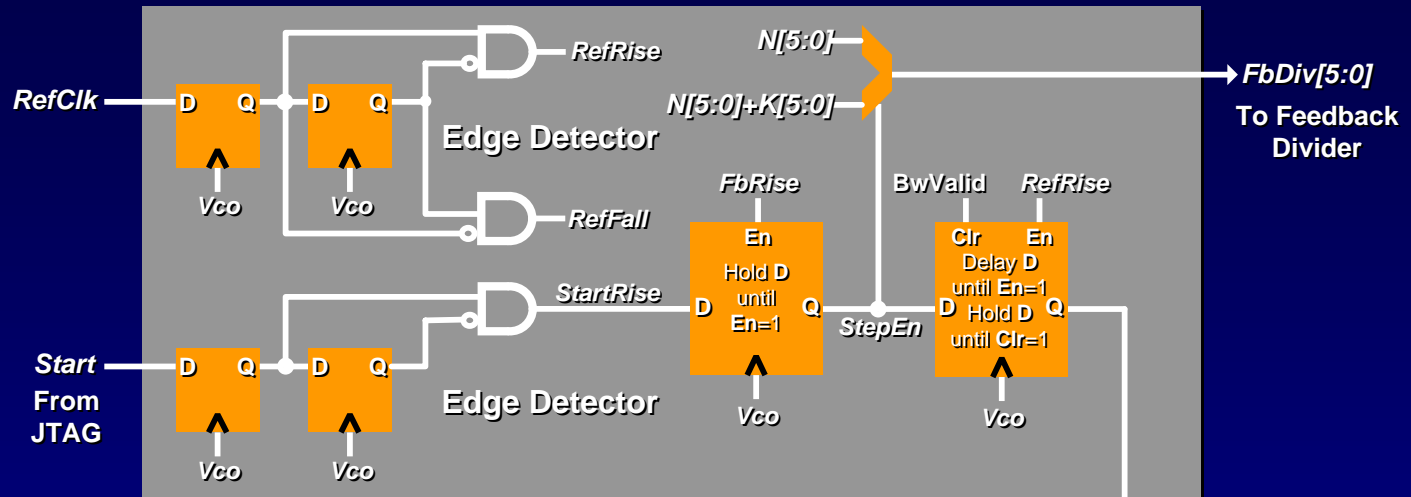 N[5:0]
RefRise
FbDiv[5:0]
RefClk
D Q
D Q
N[5:0]+K[5:0]
To Feedback
Divider
Edge Detector
Vco
Vco
FbRise
BwValid
RefRise
RefFall
En
Hold D
until
En=1
D
Q
Clr En
Delay D
until En=1
Hold D
until Clr=1
D
Q
StartRise
StepEn
Start
From
JTAG
D Q
D Q
Edge Detector
Vco
Vco
Vco
Vco